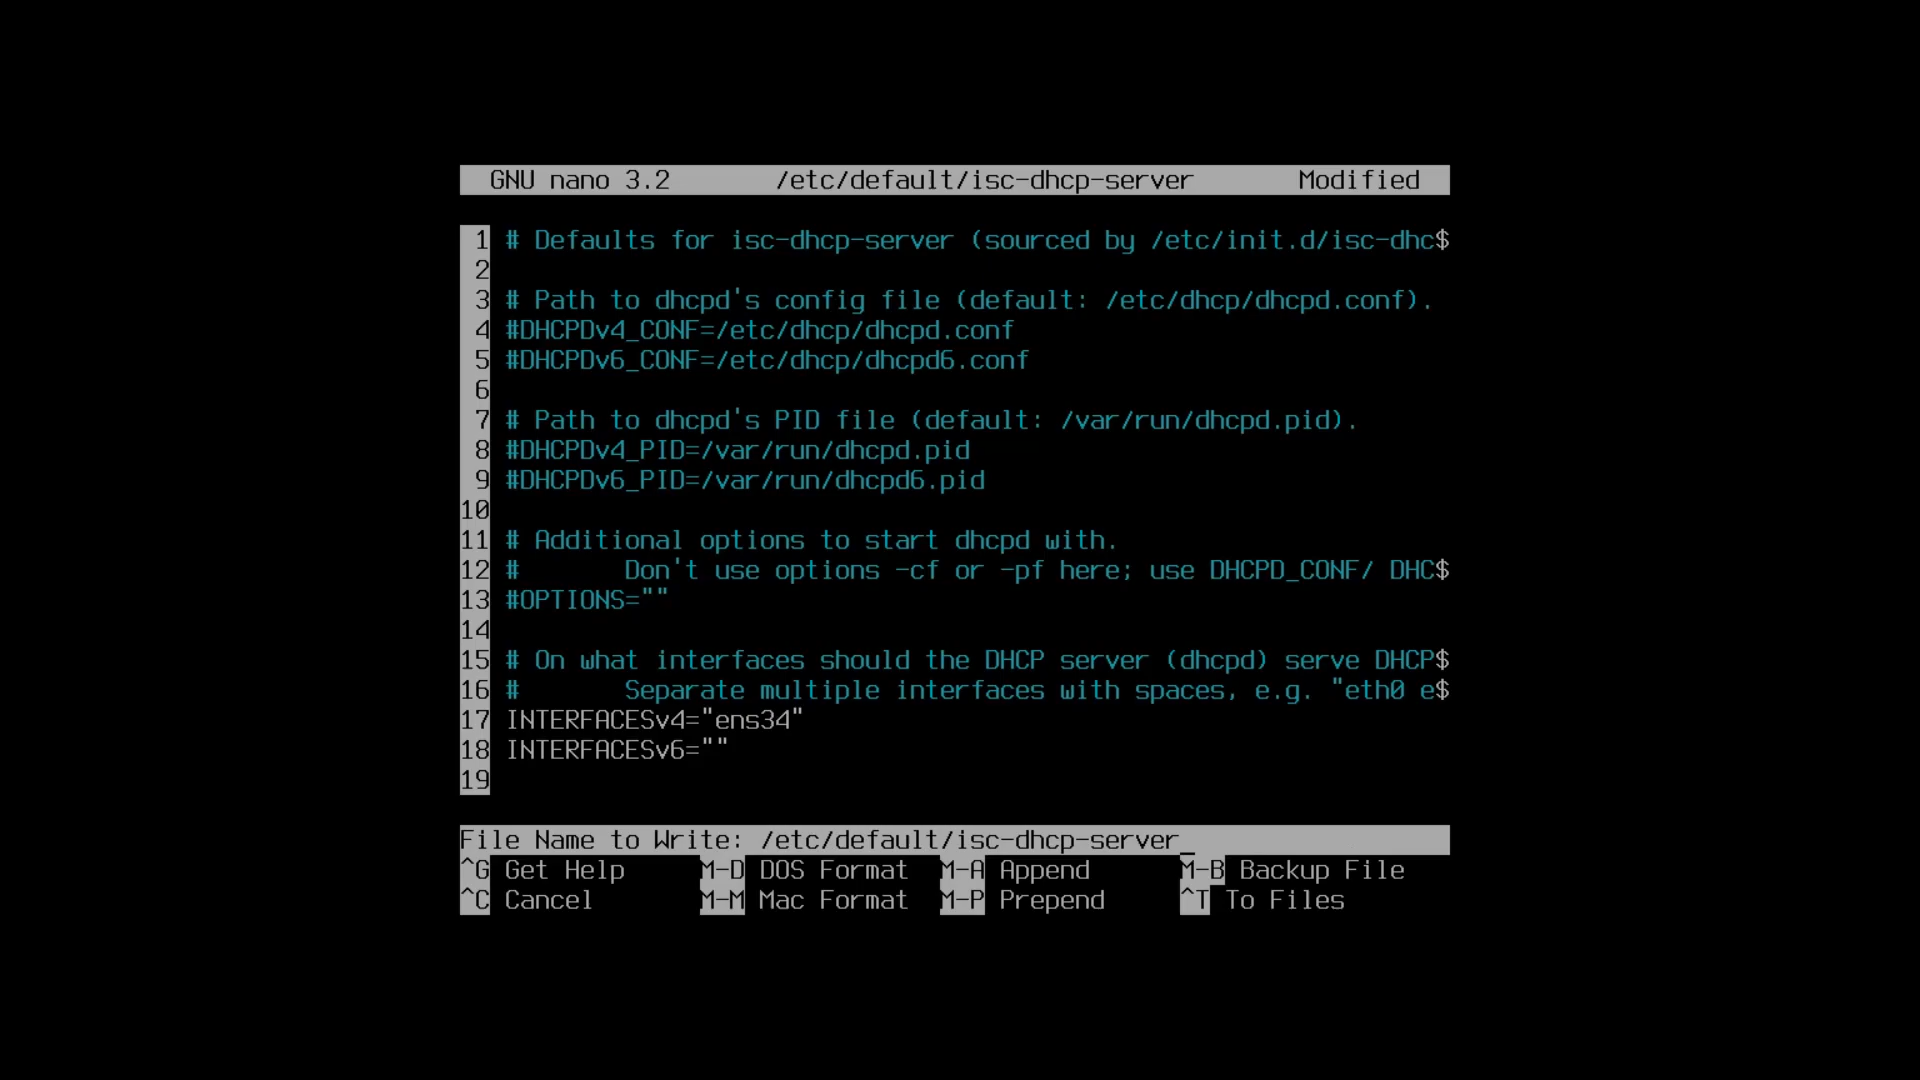 GNU nano 3.2 /etc/default/isc-dhcp-server Modified
1 # Defaults for isc-dhcp-server (sourced by /etc/init.d/isc-dhc$
2
3 # Path to dhcpd's config file (default: /etc/dhcp/dhcpd.conf).
4 #DHCPDv4_CONF=/etc/dhcp/dhcpd.conf
5 #DHCPDv6_CONF=/etc/dhcp/dhcpd6.conf
6
7 # Path to dhcpd's PID file (default: /var/run/dhcpd.pid).
8 #DHCPDv4_PID=/var/run/dhcpd.pid
9 #DHCPDv6_PID=/var/run/dhcpd6.pid
10
11 # Additional options to start dhcpd with.
12 #       Don't use options -cf or -pf here; use DHCPD_CONF/ DHC$
13 #OPTIONS=""
14
15 # On what interfaces should the DHCP server (dhcpd) serve DHCP$
16 #       Separate multiple interfaces with spaces, e.g. "eth0 e$
17 INTERFACESv4="ens34"
18 INTERFACESv6=""
19
File Name to Write: /etc/default/isc-dhcp-server
^G Get Help M-D DOS Format M-A Append M-B Backup File
^C Cancel M-M Mac Format M-P Prepend ^T To Files